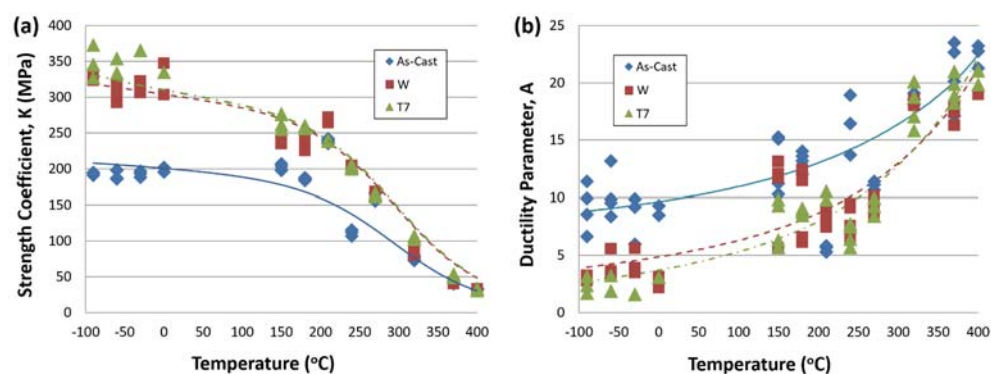 (a)
Strength Coefficient, K (MPa)
400
350
300
250
200
150
100
50
0
-100 -50 0 50 100 150 200 250 300 350 400
Temperature (ºC)
As-Cast
W
T7
(b)
Ductility Parameter, A
25
20
15
10
5
0
-100 -50 0 50 100 150 200 250 300 350 400
Temperature (ºC)
As-Cast
W
T7